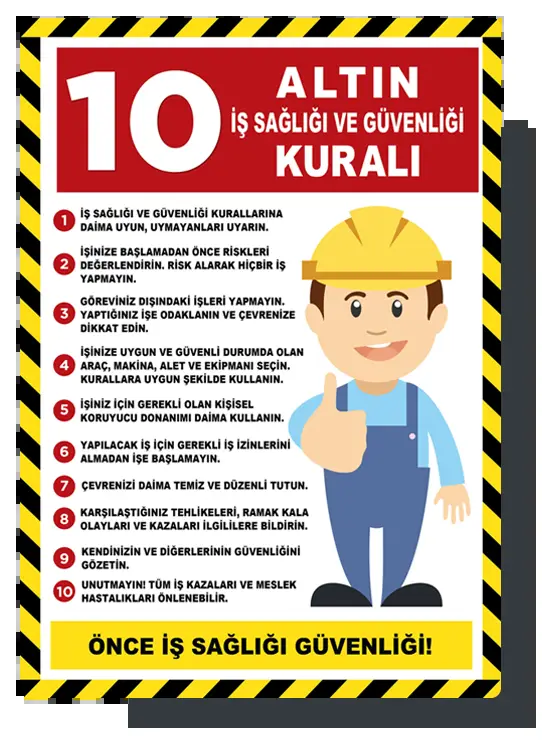 10
ALTIN
İŞ SAĞLIĞI VE GÜVENLİĞİ
KURALI
1 İŞ SAĞLIĞI VE GÜVENLİĞİ KURALLARINA
DAİMA UYUN, UYMAYANLARI UYARIN.
2 İŞİNİZE BAŞLAMADAN ÖNCE RİSKLERİ
DEĞERLENDİRİN. RİSK ALARAK HİÇBİR İŞ
YAPMAYIN.
3 GÖREVİNİZ DIŞINDAKİ İŞLERİ YAPMAYIN.
YAPTIĞINIZ İŞE ODAKLANIN VE ÇEVRENİZE
DİKKAT EDİN.
4 İŞİNİZE UYGUN VE GÜVENLİ DURUMDA OLAN
ARAÇ, MAKİNA, ALET VE EKİPMANI SEÇİN.
KURALLARA UYGUN ŞEKİLDE KULLANIN.
5 İŞİNİZ İÇİN GEREKLİ OLAN KİŞİSEL
KORUYUCU DONANIMI DAİMA KULLANIN.
6 YAPILACAK İŞ İÇİN GEREKLİ İŞ İZİNLERİNİ
ALMADAN İŞE BAŞLAMAYIN.
7 ÇEVRENİZİ DAİMA TEMİZ VE DÜZENLİ TUTUN.
8 KARŞILAŞTIĞINIZ TEHLİKELERİ, RAMAK KALA
OLAYLARI VE KAZALARI İLGİLİLERE BİLDİRİN.
9 KENDİNİZİN VE DİĞERLERİNİN GÜVENLİĞİNİ
GÖZETİN.
10 UNUTMAYIN! TÜM İŞ KAZALARI VE MESLEK
HASTALIKLARI ÖNLENEBİLİR.
ÖNCE İŞ SAĞLIĞI GÜVENLİĞİ!